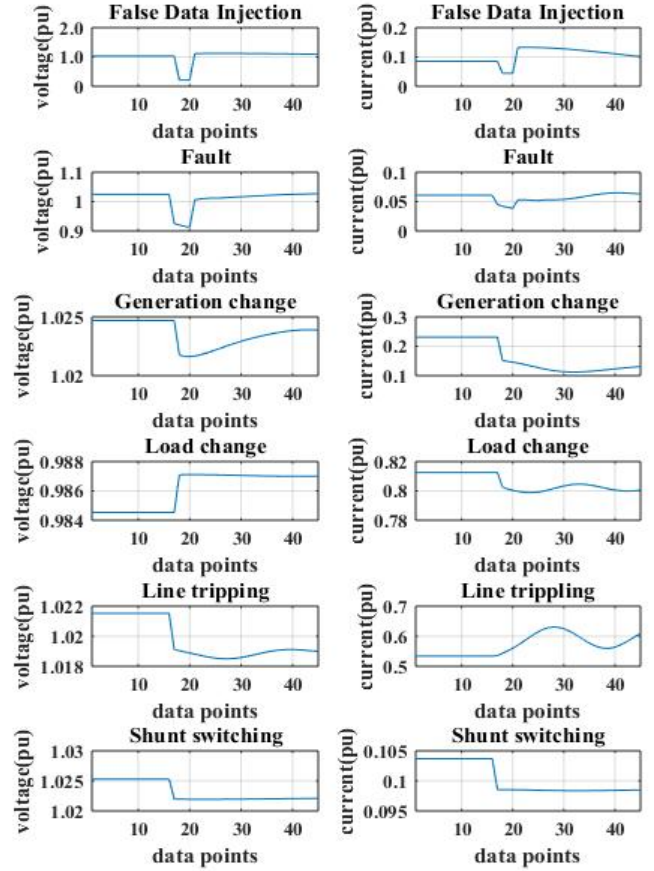 False Data Injection
voltage(pu)
2.0
1.0
0
10 20 30 40
data points
False Data Injection
current(pu)
0.2
0.1
0
10 20 30 40
data points
Fault
voltage(pu)
1.1
1
0.9
10 20 30 40
data points
Fault
current(pu)
0.1
0.05
0
10 20 30 40
data points
Generation change
voltage(pu)
1.025
1.02
10 20 30 40
data points
Generation change
current(pu)
0.3
0.2
0.1
10 20 30 40
data points
Load change
voltage(pu)
0.988
0.986
0.984
10 20 30 40
data points
Load change
current(pu)
0.82
0.8
0.78
10 20 30 40
data points
Line tripping
voltage(pu)
1.022
1.02
1.018
10 20 30 40
data points
Line trippling
current(pu)
0.7
0.6
0.5
10 20 30 40
data points
Shunt switching
voltage(pu)
1.03
1.025
1.02
10 20 30 40
data points
Shunt switching
current(pu)
0.105
0.1
0.095
10 20 30 40
data points